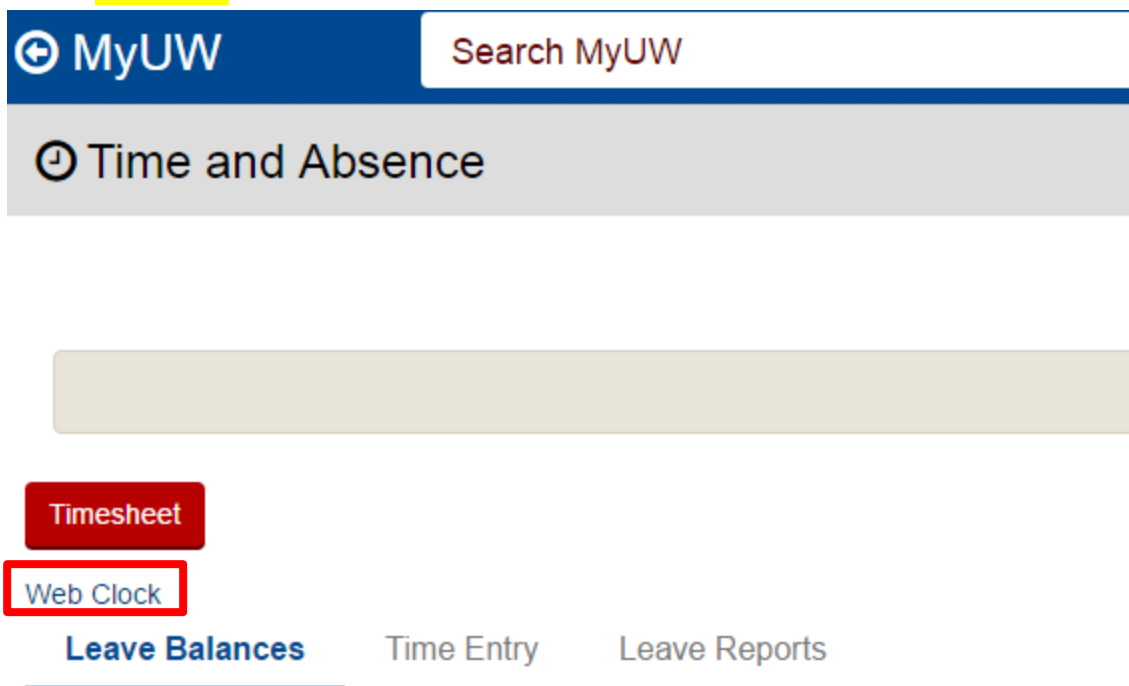 MyUW Search MyUW
Time and Absence
Timesheet
Web Clock
Leave Balances Time Entry Leave Reports